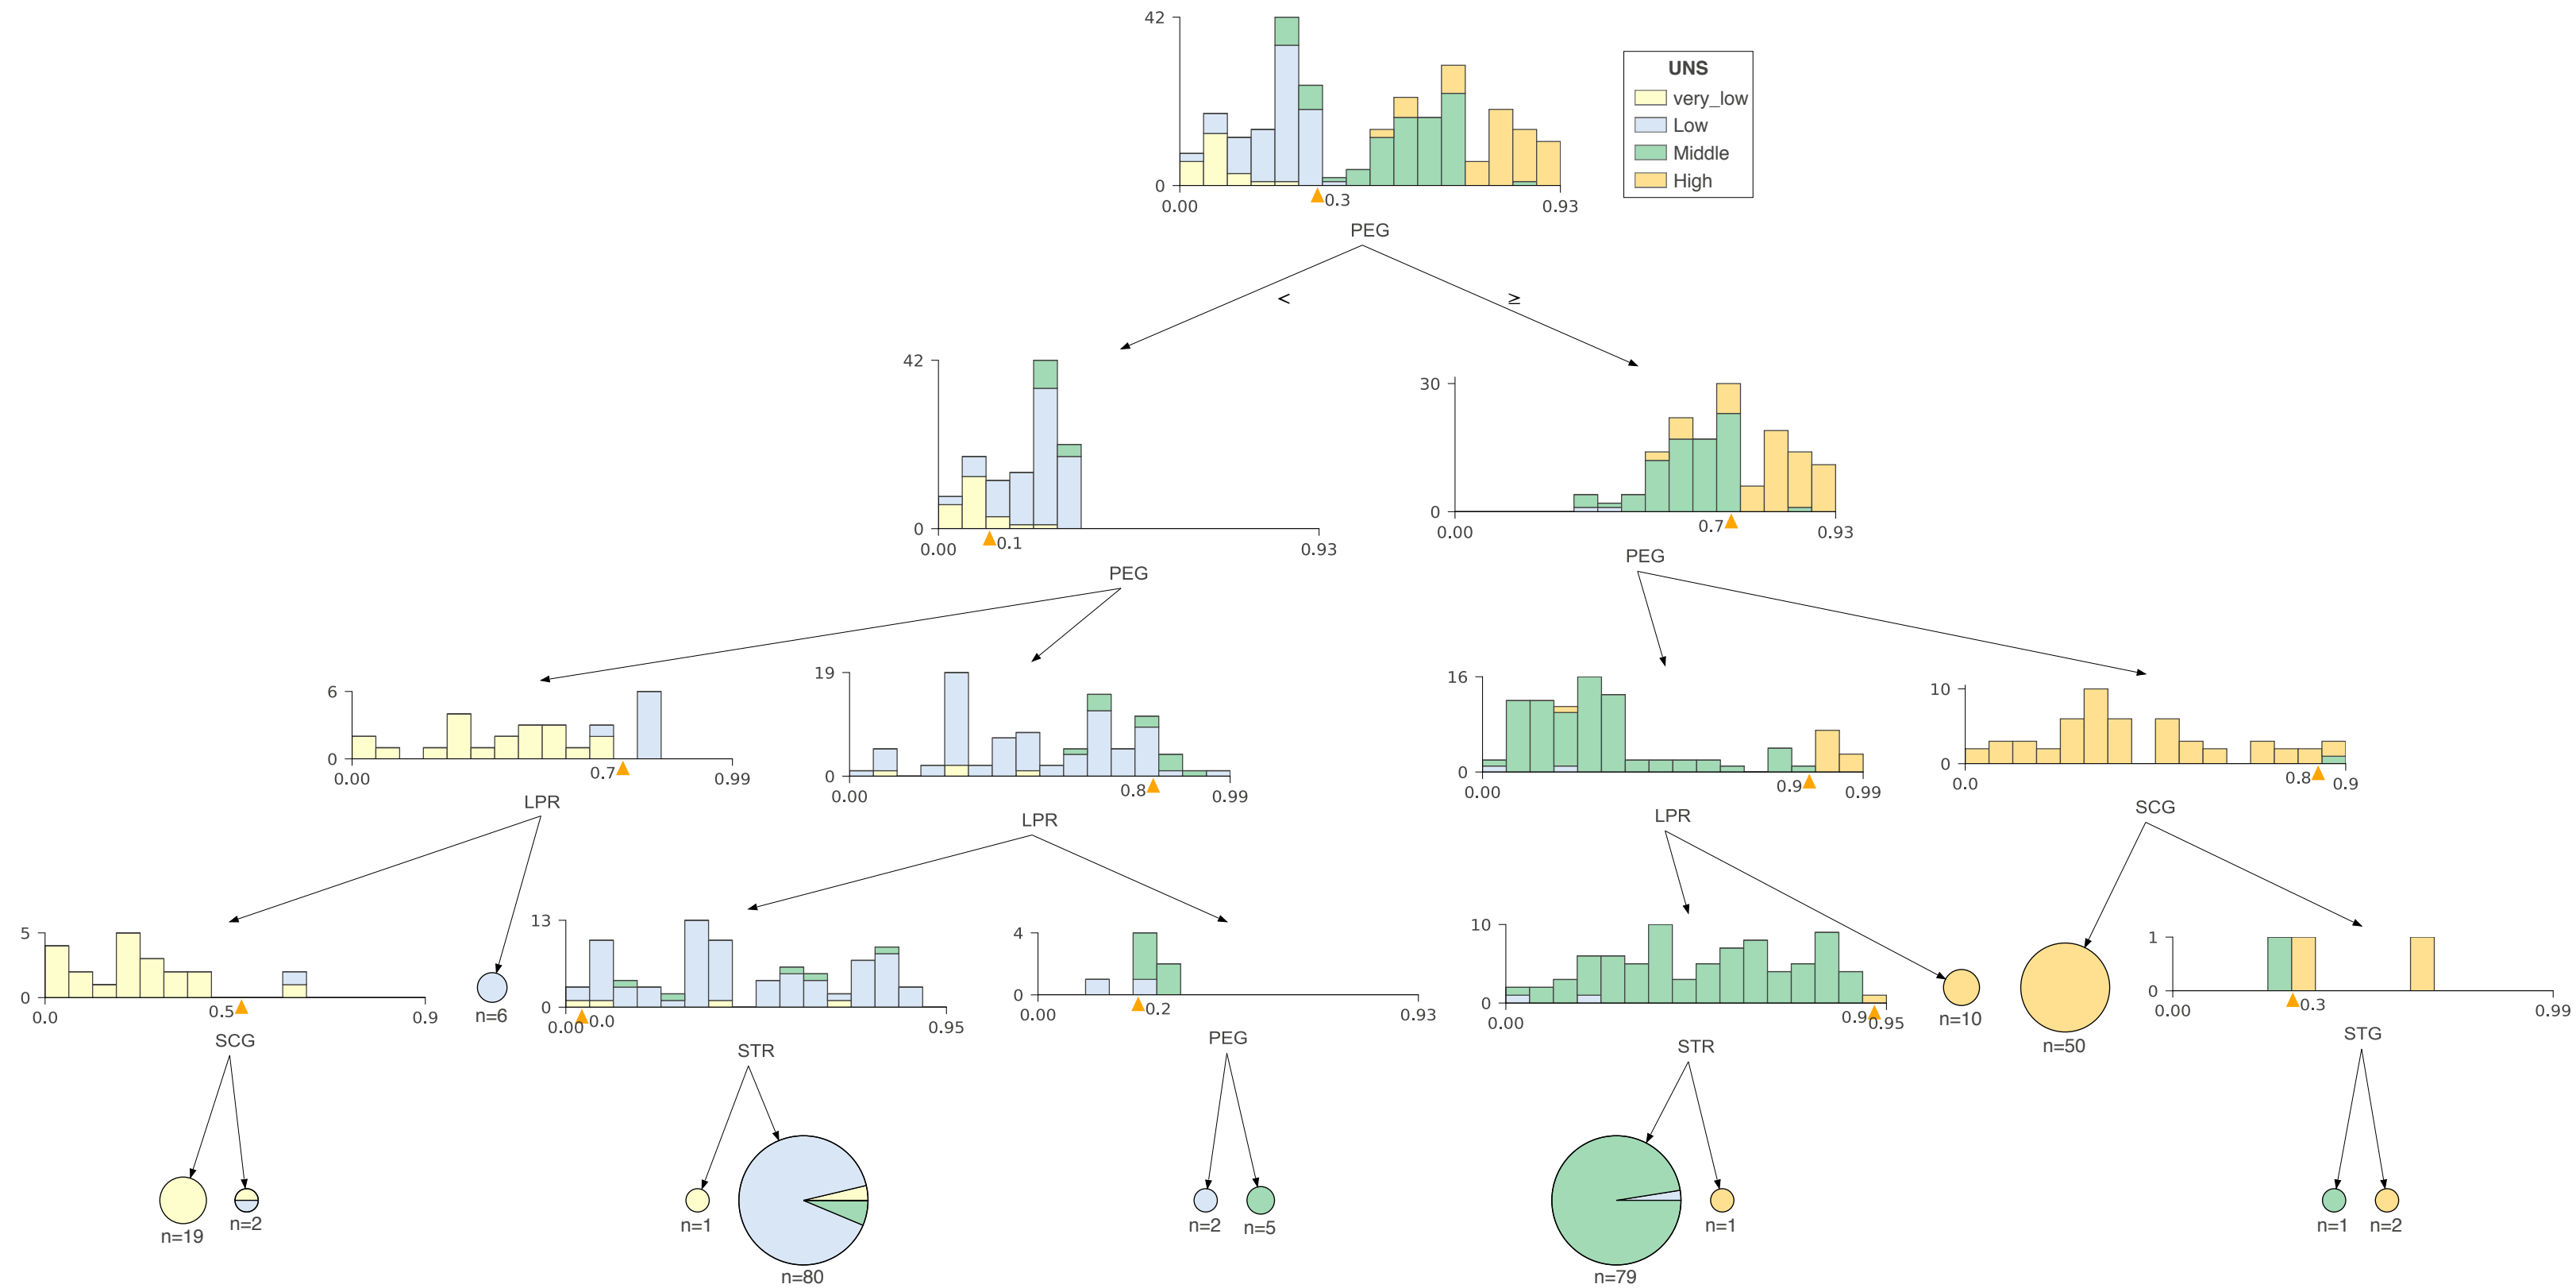 42
0
0.00
0.3
0.93
PEG
UNS
very_low
Low
Middle
High
<
≥
42
0
0.00
0.1
0.93
PEG
30
0
0.00
0.7
0.93
PEG
6
0
0.00
0.7
0.99
LPR
19
0
0.00
0.8
0.99
LPR
16
0
0.00
0.9
0.99
LPR
10
0
0.0
0.8
0.9
SCG
5
0
0.0
0.5
0.9
SCG
n=6
13
0
0.00
0.0
0.95
STR
4
0
0.00
0.2
0.93
PEG
10
0
0.00
0.9
0.95
STR
n=10
n=50
1
0
0.00
0.3
0.99
STG
n=19
n=2
n=1
n=80
n=2
n=5
n=79
n=1
n=1
n=2